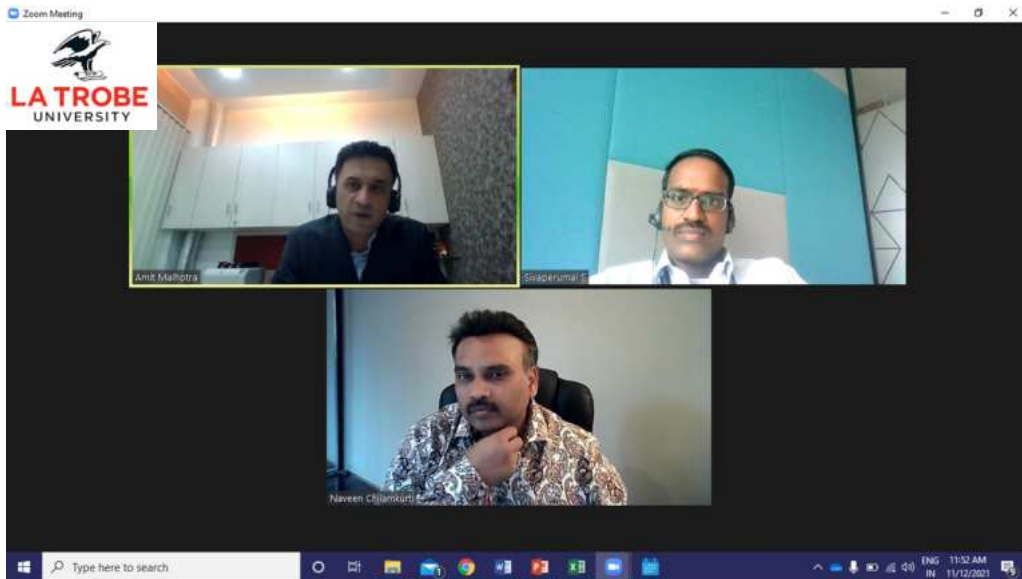 Zoom Meeting
LA TROBE
UNIVERSITY
Amit Malhotra
Sivaperumal S
Naveen Chilamkurti
Type here to search
ENG
11:52 AM
IN
11/12/2021